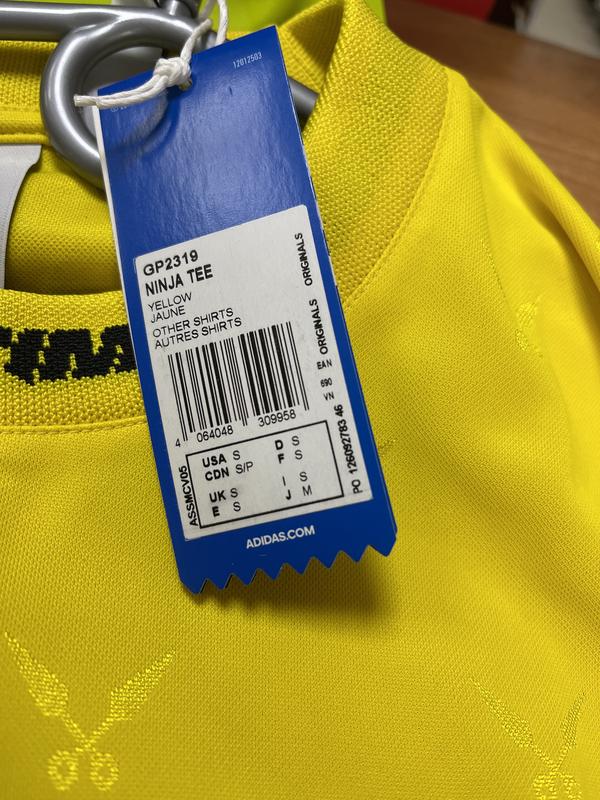 12012503
GP2319
NINJA TEE
YELLOW
JAUNE
OTHER SHIRTS
AUTRES SHIRTS
ORIGINALS
ORIGINALS
EAN
690
VN
4 064048 309958
ASSMCV05
USA S D S
CDN S/P F S
UK S I S
E S J M
PO 126092783 46
ADIDAS.COM